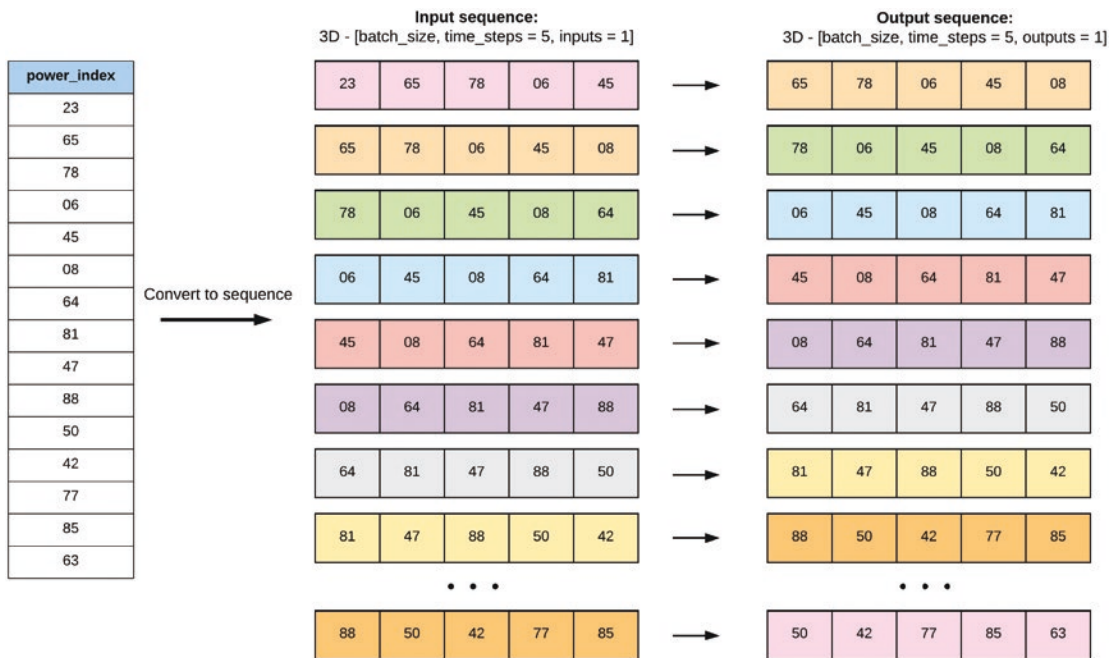 Input sequence:
3D - [batch_size, time_steps = 5, inputs = 1]
Output sequence:
3D - [batch_size, time_steps = 5, outputs = 1]
power_index
23
65
78
06
45
08
64
81
47
88
50
42
77
85
63
Convert to sequence
23 65 78 06 45
65 78 06 45 08
65 78 06 45 08
78 06 45 08 64
78 06 45 08 64
06 45 08 64 81
06 45 08 64 81
45 08 64 81 47
45 08 64 81 47
08 64 81 47 88
08 64 81 47 88
64 81 47 88 50
64 81 47 88 50
81 47 88 50 42
81 47 88 50 42
88 50 42 77 85
• • •
• • •
88 50 42 77 85
50 42 77 85 63